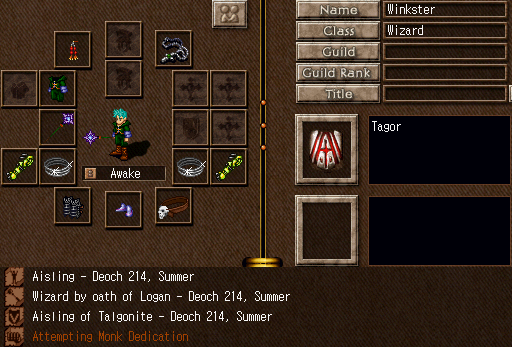 Name Winkster
Class Wizard
Guild
Guild Rank
Title
Tagor
Awake
Aisling - Deoch 214, Summer
Wizard by oath of Logan - Deoch 214, Summer
Aisling of Talgonite - Deoch 214, Summer
Attempting Monk Dedication